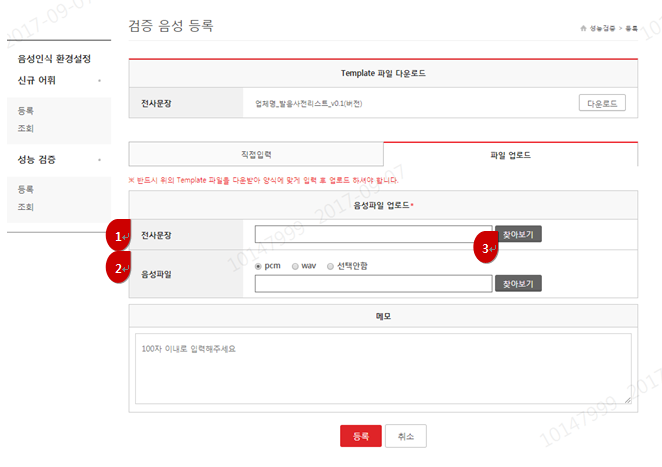 검증 음성 등록
성능검증 > 등록
음성인식 환경설정
신규 어휘
등록
조회
성능 검증
등록
조회
Template 파일 다운로드
전사문장
업체명_발음사전리스트_v0.1(버전)
다운로드
직접입력
파일 업로드
※ 반드시 위의 Template 파일을 다운받아 양식에 맞게 입력 후 업로드 하셔야 합니다.
음성파일 업로드*
1
전사문장
찾아보기
3
2
음성파일
pcm wav 선택안함
찾아보기
메모
100자 이내로 입력해주세요
등록
취소
2017-09-07
10147999 2017-09-07
10147999